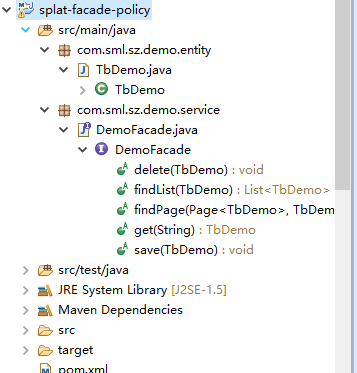 splat-facade-policy
src/main/java
com.sml.sz.demo.entity
TbDemo.java
TbDemo
com.sml.sz.demo.service
DemoFacade.java
DemoFacade
delete(TbDemo) : void
findList(TbDemo) : List<TbDemo>
findPage(Page<TbDemo>, TbDem
get(String) : TbDemo
save(TbDemo) : void
src/test/java
JRE System Library [J2SE-1.5]
Maven Dependencies
src
target
pom.xml